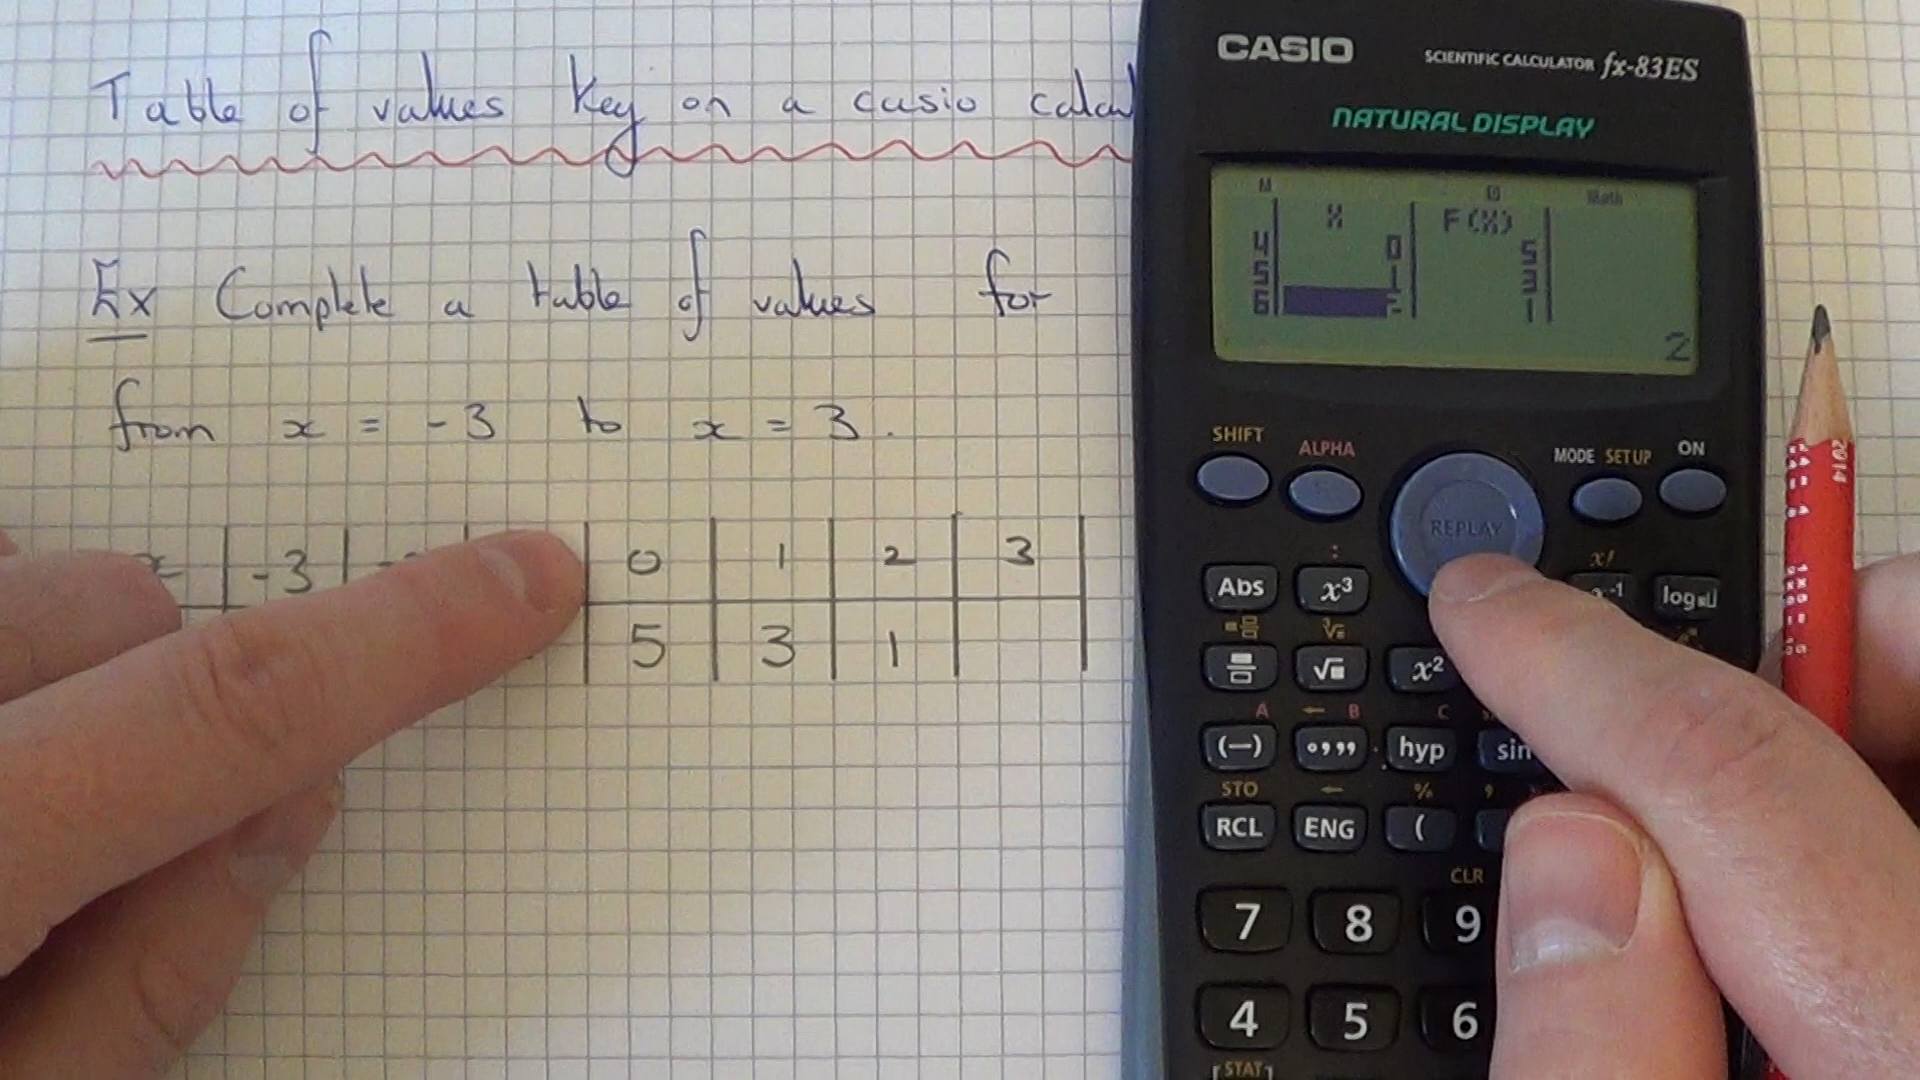 Table of values key on a casio
Ex Complete a table of values for
from x = -3 to x = 3.
x -3 0 1 2 3
5 3 1
CASIO
SCIENTIFIC CALCULATOR fx-83ES
NATURAL DISPLAY
M D Math
X F(X)
4 0 5
5 1 3
6 1
2
SHIFT ALPHA MODE SETUP ON
REPLAY
: x!
Abs x³ log
√ x²
A B C
(−) hyp sin
STO ← % ,
RCL ENG (
CLR
7 8 9
4 5 6
[STAT]
2014